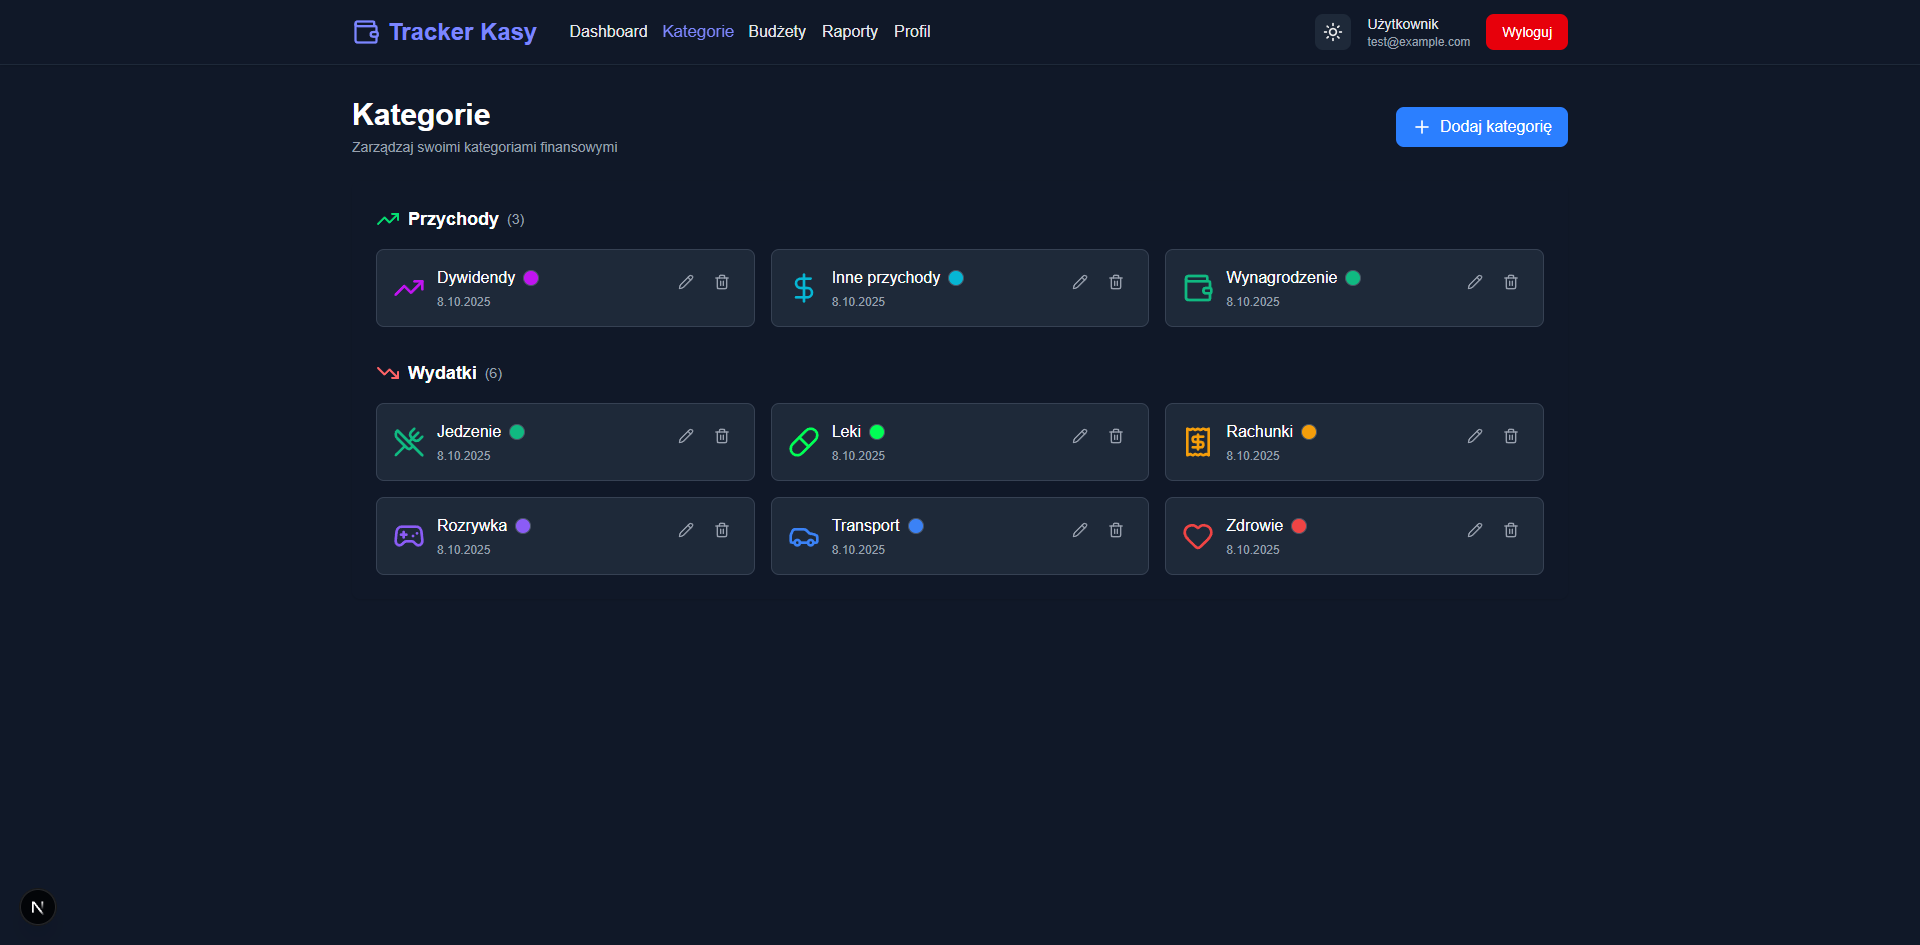 Tracker Kasy
Dashboard Kategorie Budżety Raporty Profil
Użytkownik
test@example.com
Wyloguj
Kategorie
Zarządzaj swoimi kategoriami finansowymi
Dodaj kategorię
Przychody (3)
Dywidendy
8.10.2025
Inne przychody
8.10.2025
Wynagrodzenie
8.10.2025
Wydatki (6)
Jedzenie
8.10.2025
Leki
8.10.2025
Rachunki
8.10.2025
Rozrywka
8.10.2025
Transport
8.10.2025
Zdrowie
8.10.2025
N